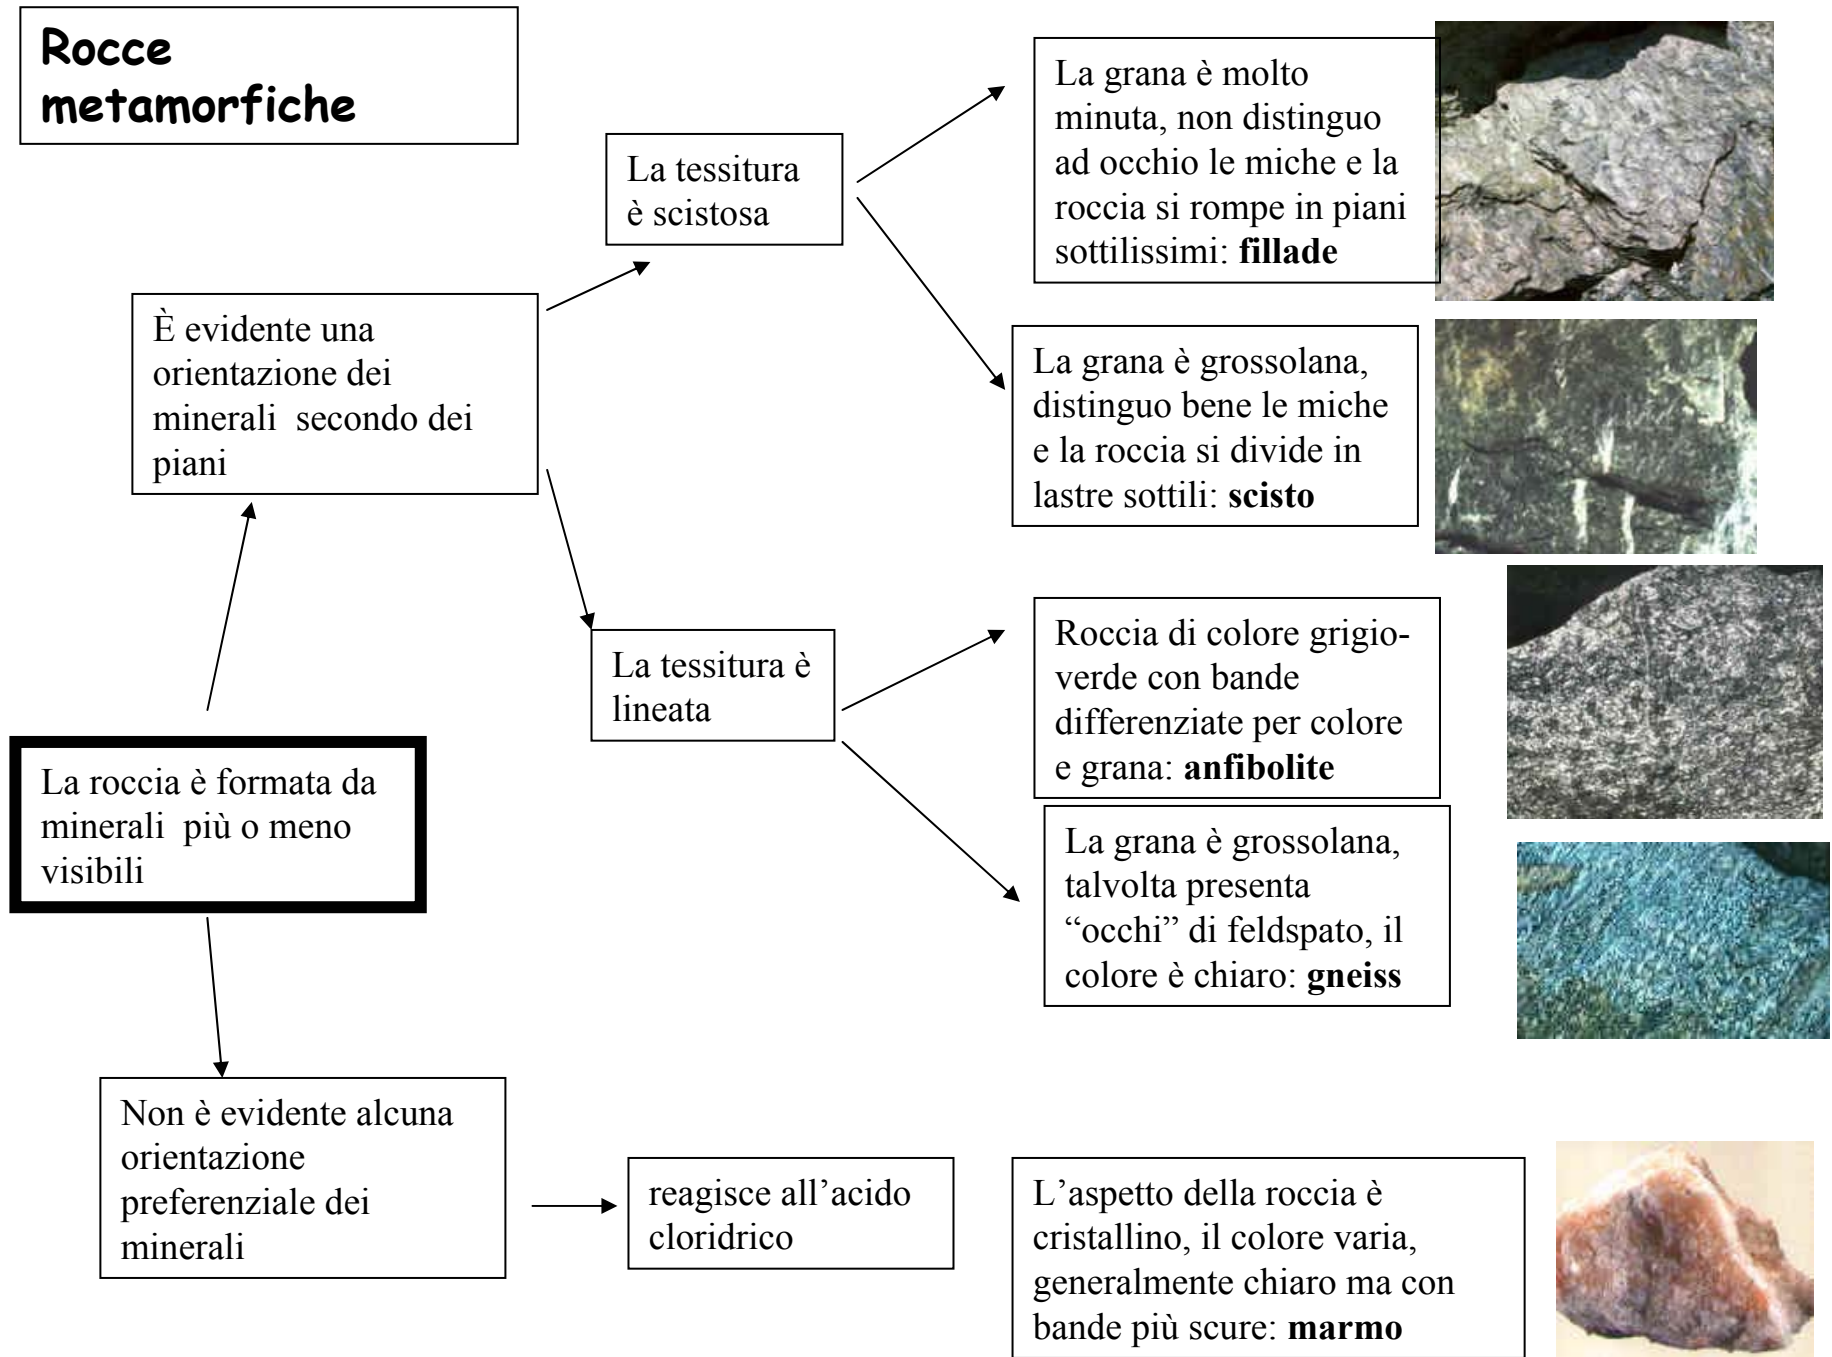 Rocce
metamorfiche
La tessitura
è scistosa
La grana è molto
minuta, non distinguo
ad occhio le miche e la
roccia si rompe in piani
sottilissimi: fillade
È evidente una
orientazione dei
minerali  secondo dei
piani
La grana è grossolana,
distinguo bene le miche
e la roccia si divide in
lastre sottili: scisto
La tessitura è
lineata
Roccia di colore grigio-
verde con bande
differenziate per colore
e grana: anfibolite
La roccia è formata da
minerali  più o meno
visibili
La grana è grossolana,
talvolta presenta
“occhi” di feldspato, il
colore è chiaro: gneiss
Non è evidente alcuna
orientazione
preferenziale dei
minerali
reagisce all’acido
cloridrico
L’aspetto della roccia è
cristallino, il colore varia,
generalmente chiaro ma con
bande più scure: marmo